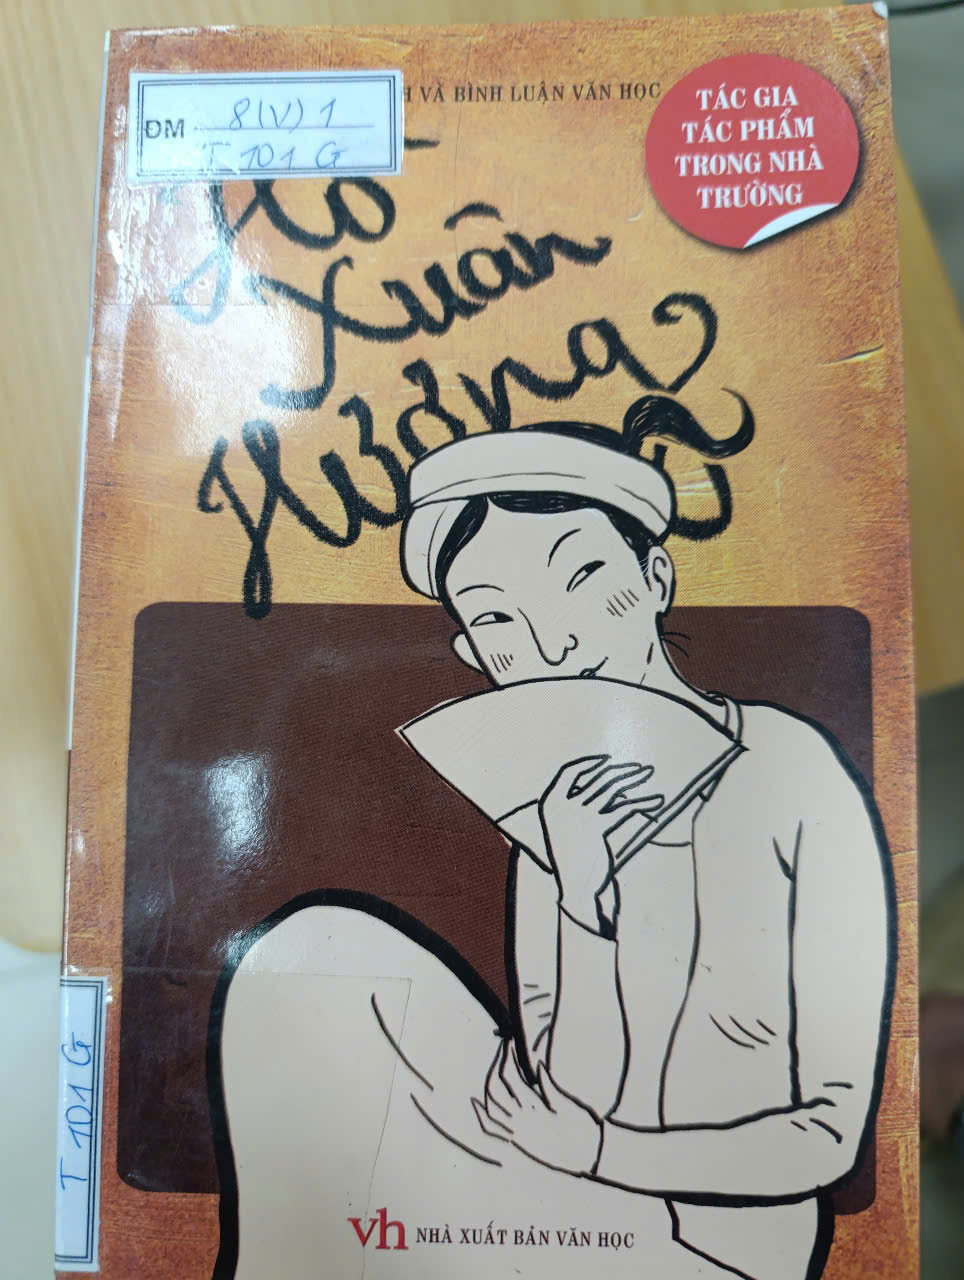 H VÀ BÌNH LUẬN VĂN HỌC
ĐM 8(V)1
T 101 G
TÁC GIA
TÁC PHẨM
TRONG NHÀ
TRƯỜNG
Hồ
Xuân
Hương
T 101 G
vh NHÀ XUẤT BẢN VĂN HỌC